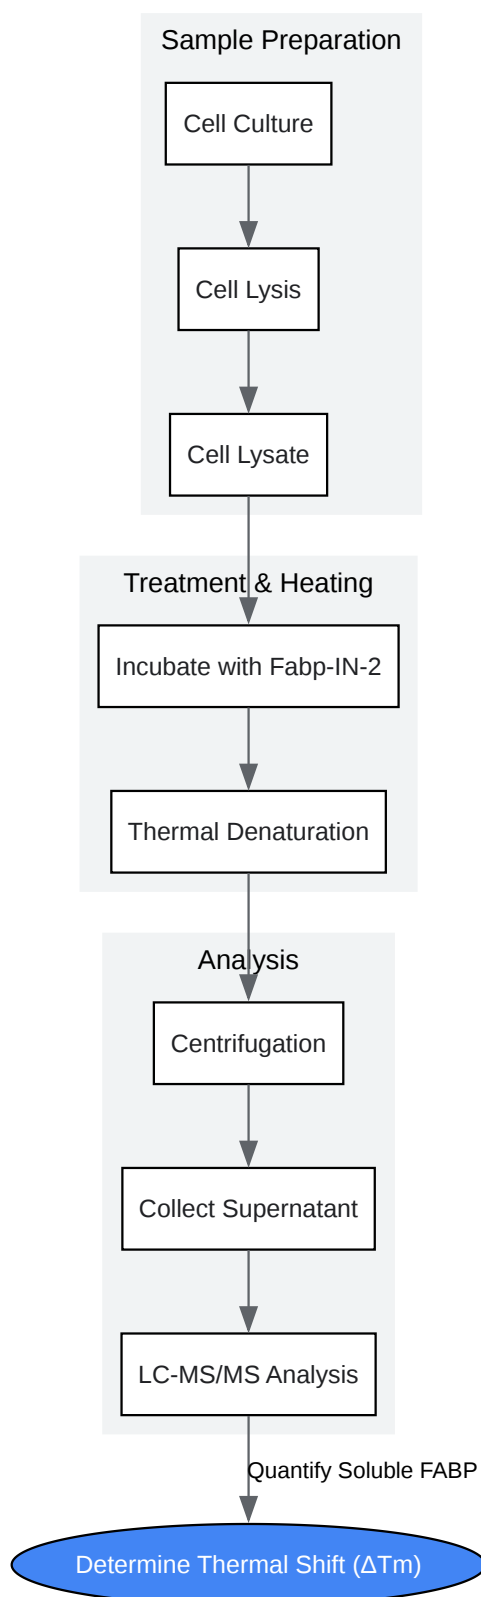 Sample Preparation
Cell Culture
Cell Lysis
Cell Lysate
Treatment & Heating
Incubate with Fabp-IN-2
Thermal Denaturation
Analysis
Centrifugation
Collect Supernatant
LC-MS/MS Analysis
Quantify Soluble FABP
Determine Thermal Shift (ΔTm)